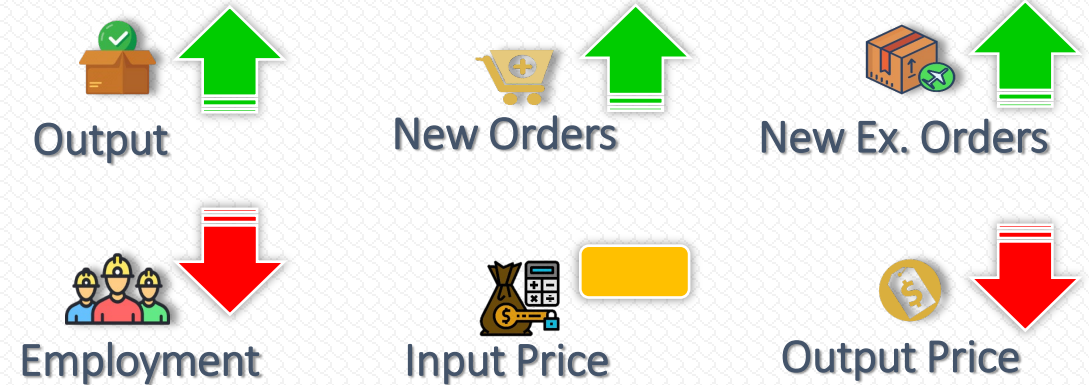 Output
New Orders
New Ex. Orders
Employment
Input Price
Output Price